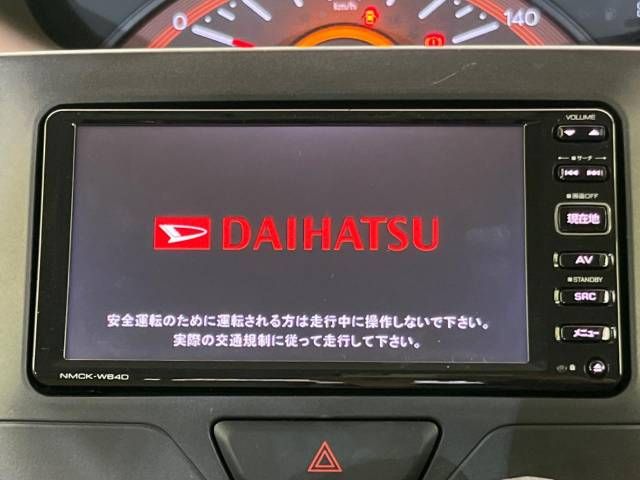 0
km/h
140
VOLUME
サーチ
画面OFF
現在地
AV
STANDBY
SRC
メニュー
DAIHATSU
安全運転のために運転される方は走行中に操作しないで下さい。
実際の交通規制に従って走行して下さい。
NMCK-W64D